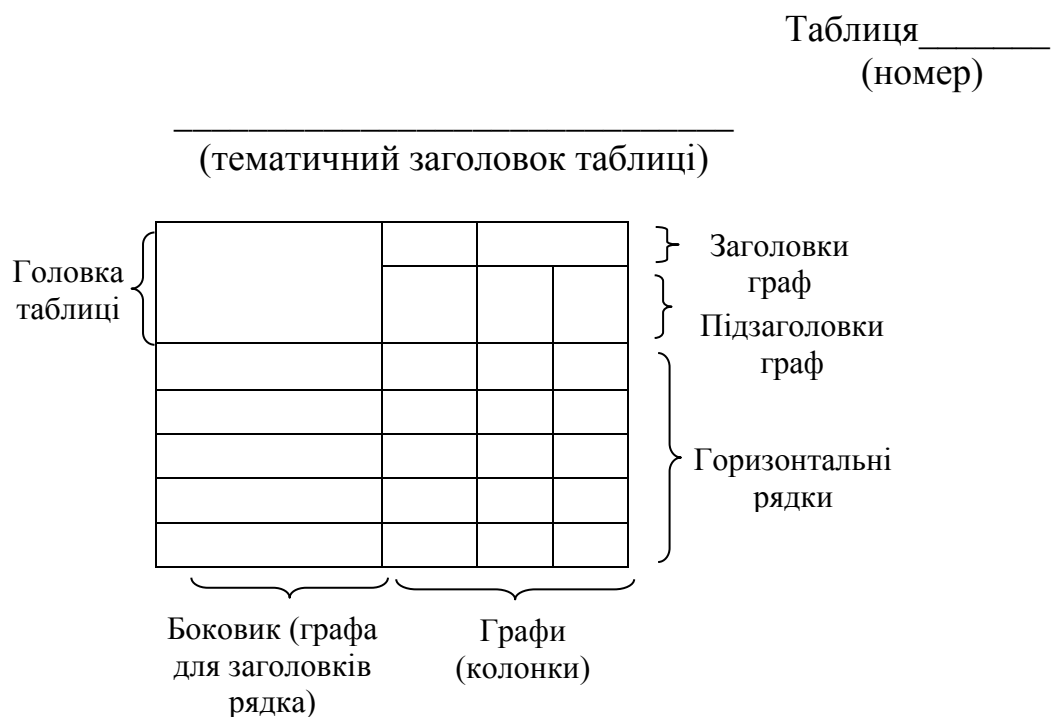 Таблиця_______
(номер)
______________________________
(тематичний заголовок таблиці)
Головка
таблиці
Заголовки
граф
Підзаголовки
граф
Горизонтальні
рядки
Боковик (графа
для заголовків
рядка)
Графи
(колонки)